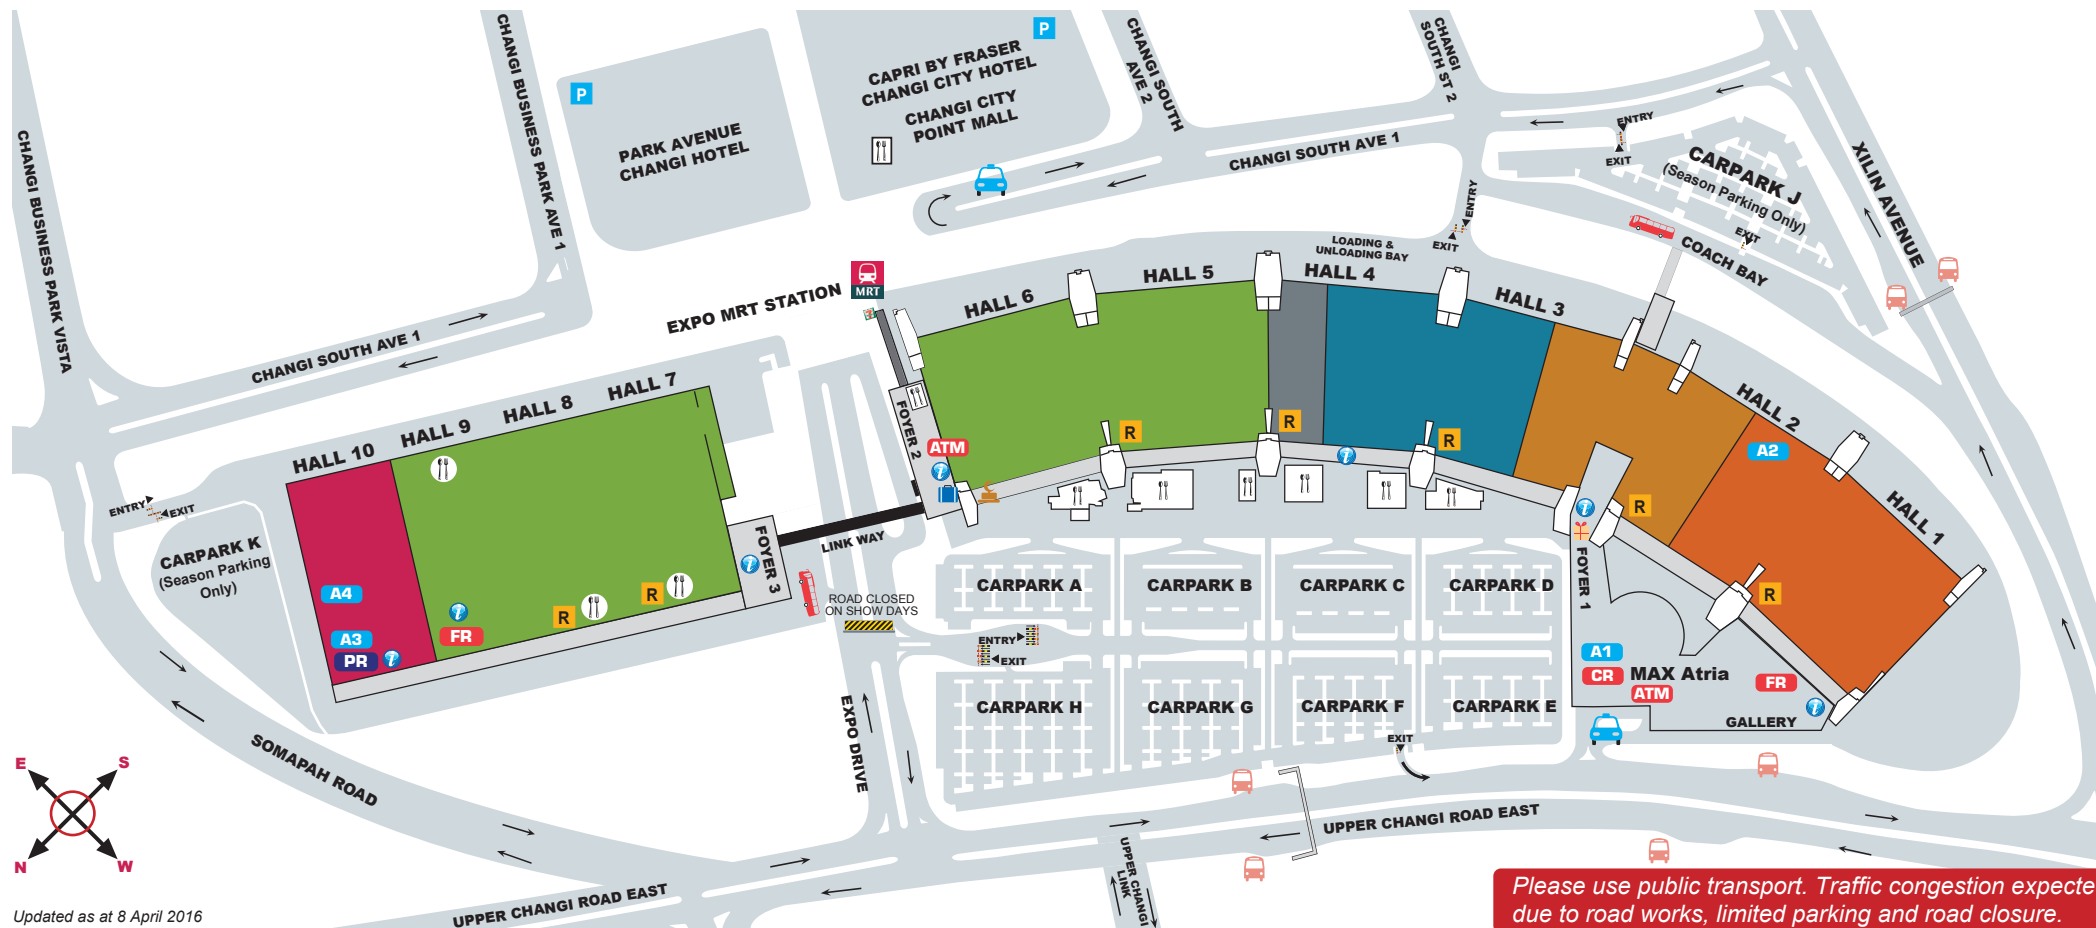 CHANGI BUSINESS PARK VISTA
CHANGI BUSINESS PARK AVE 1
P
PARK AVENUE
CHANGI HOTEL
P
CAPRI BY FRASER
CHANGI CITY HOTEL
CHANGI CITY
POINT MALL
CHANGI SOUTH
AVE 2
CHANGI
SOUTH ST 2
CHANGI SOUTH AVE 1
ENTRY
EXIT
CARPARK J
(Season Parking
Only)
EXIT
XILIN AVENUE
COACH BAY
ENTRY
EXIT
LOADING &
UNLOADING BAY
CHANGI SOUTH AVE 1
EXPO MRT STATION
MRT
HALL 6
HALL 5
HALL 4
HALL 3
HALL 2
HALL 1
HALL 10
HALL 9
HALL 8
HALL 7
FOYER 2
ATM
R
R
R
R
R
A2
ENTRY
EXIT
CARPARK K
(Season Parking
Only)
A4
A3
PR
FR
R
R
FOYER 3
LINK WAY
ROAD CLOSED
ON SHOW DAYS
CARPARK A
CARPARK B
CARPARK C
CARPARK D
ENTRY
EXIT
CARPARK H
CARPARK G
CARPARK F
CARPARK E
EXIT
FOYER 1
A1
CR
MAX Atria
ATM
FR
GALLERY
EXPO DRIVE
SOMAPAH ROAD
E
S
N
W
UPPER CHANGI ROAD EAST
UPPER CHANGI ROAD EAST
UPPER CHANGI
LINK
Updated as at 8 April 2016
Please use public transport. Traffic congestion expecte
due to road works, limited parking and road closure.